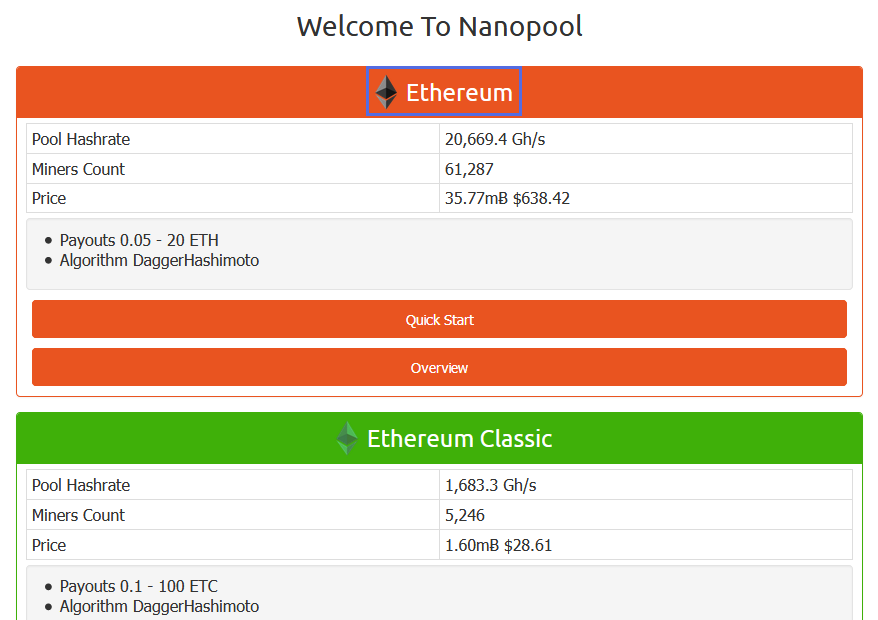 Welcome To Nanopool
Ethereum
Pool Hashrate 20,669.4 Gh/s
Miners Count 61,287
Price 35.77mɃ $638.42
• Payouts 0.05 - 20 ETH
• Algorithm DaggerHashimoto
Quick Start
Overview
Ethereum Classic
Pool Hashrate 1,683.3 Gh/s
Miners Count 5,246
Price 1.60mɃ $28.61
• Payouts 0.1 - 100 ETC
• Algorithm DaggerHashimoto